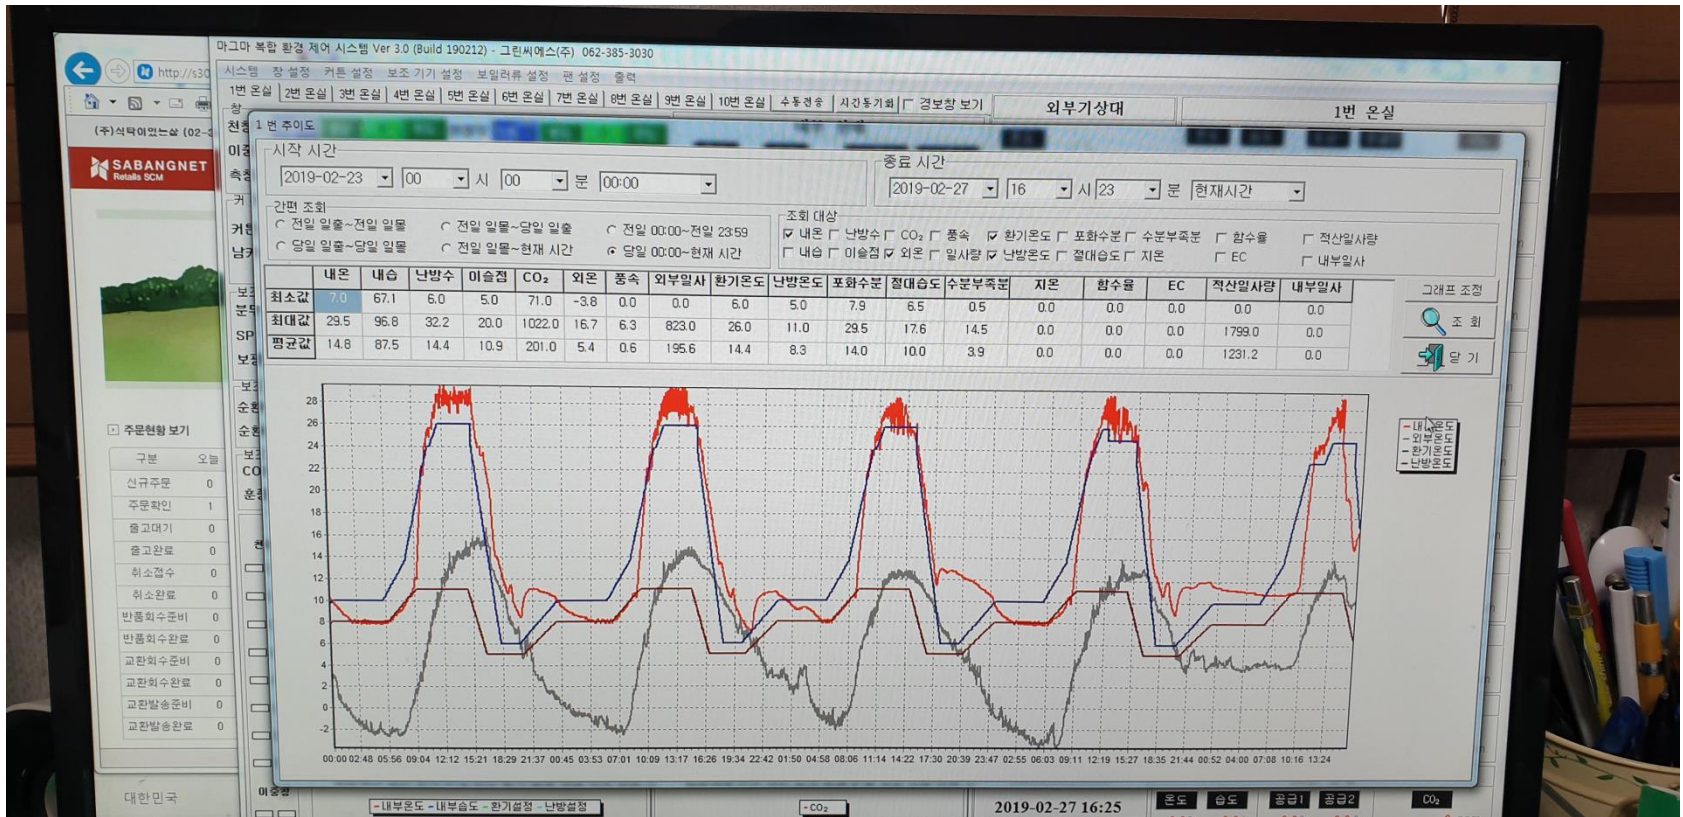 마그마 복합 환경 제어 시스템 Ver 3.0 (Build 190212) - 그린씨에스(주) 062-385-3030
http://s30
시스템 창 설정 커튼 설정 보조 기기 설정 보일러류 설정 팬 설정 출력
1번 온실 2번 온실 3번 온실 4번 온실 5번 온실 6번 온실 7번 온실 8번 온실 9번 온실 10번 온실 수동전송 시간동기화 경보창 보기 외부기상대 1번 온실
(주)식탁이있는삶 (02-3
SABANGNET
Retails SCM
1 번 추이도
시작 시간
2019-02-23 00 시 00 분 00:00
종료 시간
2019-02-27 16 시 23 분 현재시간
간편 조회
전일 일출~전일 일몰 전일 일몰~당일 일출 전일 00:00~전일 23:59
당일 일출~당일 일몰 전일 일몰~현재 시간 당일 00:00~현재 시간
조회 대상
내온 난방수 CO₂ 풍속 환기온도 포화수분 수분부족분 함수율 적산일사량
내습 이슬점 외온 일사량 난방온도 절대습도 지온 EC 내부일사
내온 내습 난방수 이슬점 CO₂ 외온 풍속 외부일사 환기온도 난방온도 포화수분 절대습도 수분부족분 지온 함수율 EC 적산일사량 내부일사
최소값 7.0 67.1 6.0 5.0 71.0 -3.8 0.0 0.0 6.0 5.0 7.9 6.5 0.5 0.0 0.0 0.0 0.0 0.0
최대값 29.5 96.8 32.2 20.0 1022.0 16.7 6.3 823.0 26.0 11.0 29.5 17.6 14.5 0.0 0.0 0.0 1799.0 0.0
평균값 14.8 87.5 14.4 10.9 201.0 5.4 0.6 195.6 14.4 8.3 14.0 10.0 3.9 0.0 0.0 0.0 1231.2 0.0
그래프 조정
조 회
닫 기
28
26
24
22
20
18
16
14
12
10
8
6
4
2
0
-2
외부온도
환기온도
난방온도
00:00 02:48 05:56 09:04 12:12 15:21 18:29 21:37 00:45 03:53 07:01 10:09 13:17 16:26 19:34 22:42 01:50 04:58 08:06 11:14 14:22 17:30 20:39 23:47 02:55 06:03 09:11 12:19 15:27 18:35 21:44 00:52 04:00 07:08 10:16 13:24
주문현황 보기
구분 오늘
신규주문 0
주문확인 1
출고대기 0
출고완료 0
취소접수 0
취소완료 0
반품회수준비 0
반품회수완료 0
교환회수준비 0
교환회수완료 0
교환발송준비 0
교환발송완료 0
대한민국
내부온도 내부습도 환기설정 난방설정
CO₂
2019-02-27 16:25
온도 습도 공급1 공급2 CO₂